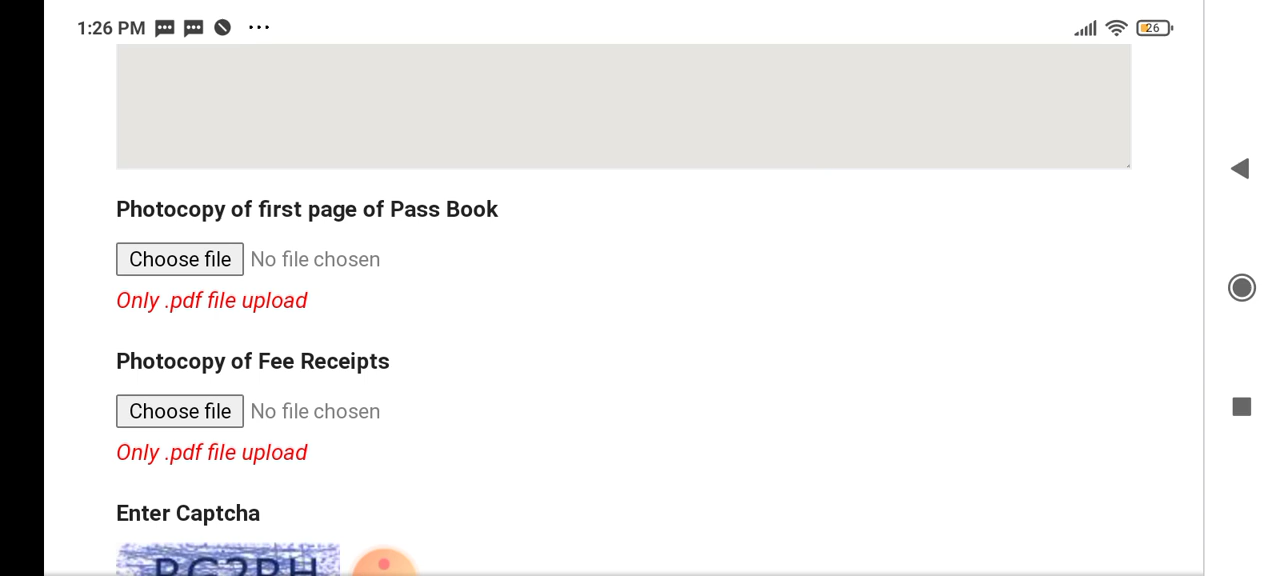 1:26 PM
26
Photocopy of first page of Pass Book
Choose file No file chosen
Only .pdf file upload
Photocopy of Fee Receipts
Choose file No file chosen
Only .pdf file upload
Enter Captcha